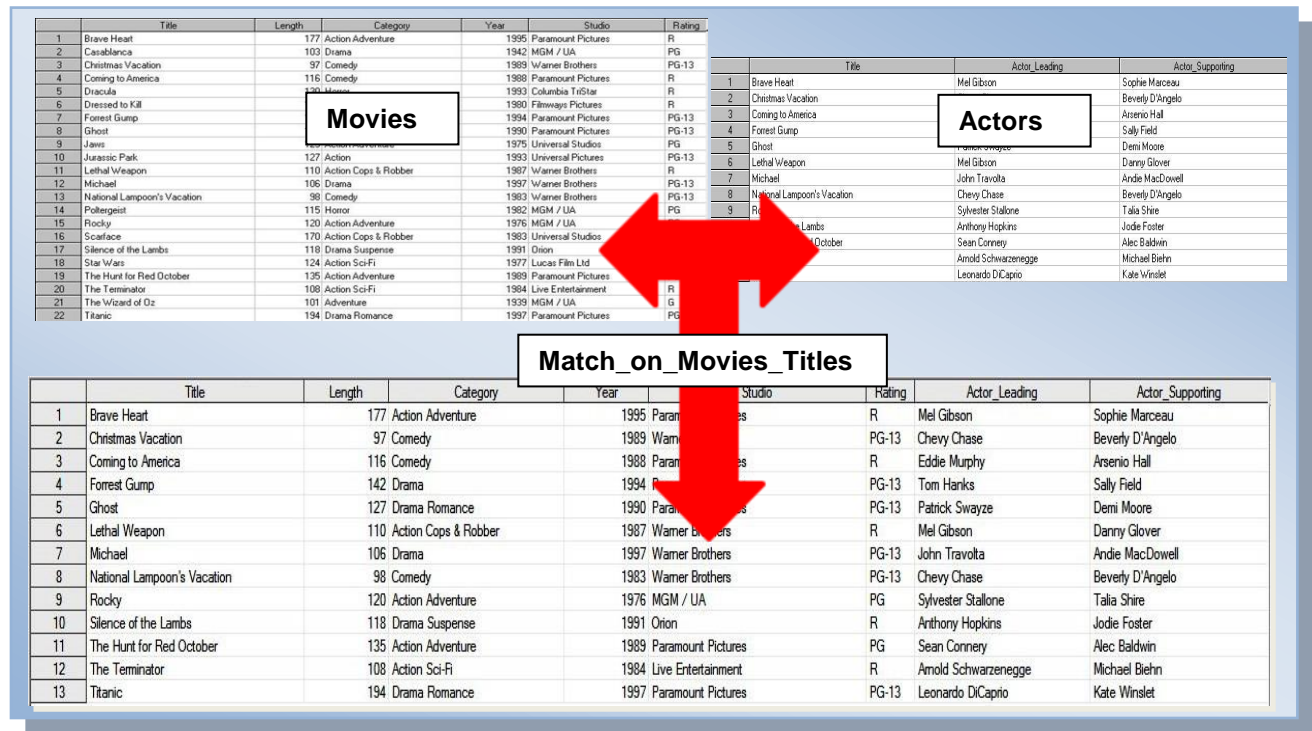 Title Length Category Year Studio Rating
1 Brave Heart 177 Action Adventure 1995 Paramount Pictures R
2 Casablanca 103 Drama 1942 MGM / UA PG
3 Christmas Vacation 97 Comedy 1989 Warner Brothers PG-13
4 Coming to America 116 Comedy 1988 Paramount Pictures R
5 Dracula 1993 Columbia TriStar R
6 Dressed to Kill 1980 Filmways Pictures R
7 Forrest Gump 1994 Paramount Pictures PG-13
8 Ghost 1990 Paramount Pictures PG-13
9 Jaws 1975 Universal Studios PG
10 Jurassic Park 127 Action 1993 Universal Pictures PG-13
11 Lethal Weapon 110 Action Cops & Robber 1987 Warner Brothers R
12 Michael 106 Drama 1997 Warner Brothers PG-13
13 National Lampoon's Vacation 98 Comedy 1983 Warner Brothers PG-13
14 Poltergeist 115 Horror 1982 MGM / UA PG
15 Rocky 120 Action Adventure 1976 MGM / UA
16 Scarface 170 Action Cops & Robber 1983 Universal Studios
17 Silence of the Lambs 118 Drama Suspense 1991 Orion
18 Star Wars 124 Action Sci-Fi 1977 Lucas Film Ltd
19 The Hunt for Red October 135 Action Adventure 1989 Paramount Pictures
20 The Terminator 108 Action Sci-Fi 1984 Live Entertainment R
21 The Wizard of Oz 101 Adventure 1939 MGM / UA G
22 Titanic 194 Drama Romance 1997 Paramount Pictures PG
Movies
Title Actor_Leading Actor_Supporting
1 Brave Heart Mel Gibson Sophie Marceau
2 Christmas Vacation Beverly D'Angelo
3 Coming to America Arsenio Hall
4 Forrest Gump Sally Field
5 Ghost Patrick Swayze Demi Moore
6 Lethal Weapon Mel Gibson Danny Glover
7 Michael John Travolta Andie MacDowell
8 National Lampoon's Vacation Chevy Chase Beverly D'Angelo
9 Sylvester Stallone Talia Shire
Lambs Anthony Hopkins Jodie Foster
October Sean Connery Alec Baldwin
Arnold Schwarzenegge Michael Biehn
Leonardo DiCaprio Kate Winslet
Actors
Match_on_Movies_Titles
Title Length Category Year Studio Rating Actor_Leading Actor_Supporting
1 Brave Heart 177 Action Adventure 1995 R Mel Gibson Sophie Marceau
2 Christmas Vacation 97 Comedy 1989 PG-13 Chevy Chase Beverly D'Angelo
3 Coming to America 116 Comedy 1988 R Eddie Murphy Arsenio Hall
4 Forrest Gump 142 Drama 1994 PG-13 Tom Hanks Sally Field
5 Ghost 127 Drama Romance 1990 PG-13 Patrick Swayze Demi Moore
6 Lethal Weapon 110 Action Cops & Robber 1987 Warner Brothers R Mel Gibson Danny Glover
7 Michael 106 Drama 1997 Warner Brothers PG-13 John Travolta Andie MacDowell
8 National Lampoon's Vacation 98 Comedy 1983 Warner Brothers PG-13 Chevy Chase Beverly D'Angelo
9 Rocky 120 Action Adventure 1976 MGM / UA PG Sylvester Stallone Talia Shire
10 Silence of the Lambs 118 Drama Suspense 1991 Orion R Anthony Hopkins Jodie Foster
11 The Hunt for Red October 135 Action Adventure 1989 Paramount Pictures PG Sean Connery Alec Baldwin
12 The Terminator 108 Action Sci-Fi 1984 Live Entertainment R Arnold Schwarzenegge Michael Biehn
13 Titanic 194 Drama Romance 1997 Paramount Pictures PG-13 Leonardo DiCaprio Kate Winslet